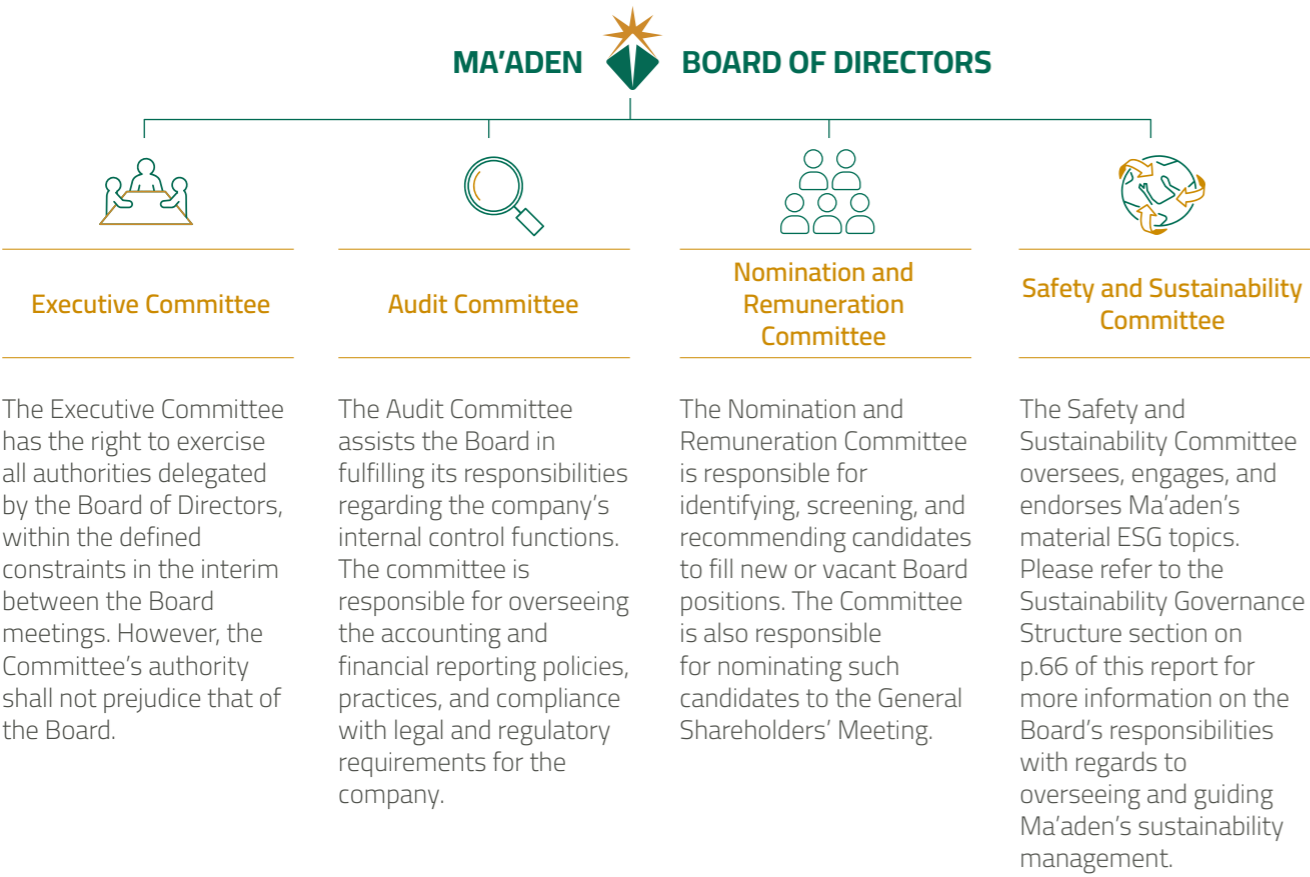 MA'ADEN BOARD OF DIRECTORS
Executive Committee
The Executive Committee
has the right to exercise
all authorities delegated
by the Board of Directors,
within the defined
constraints in the interim
between the Board
meetings. However, the
Committee's authority
shall not prejudice that of
the Board.
Audit Committee
The Audit Committee
assists the Board in
fulfilling its responsibilities
regarding the company's
internal control functions.
The committee is
responsible for overseeing
the accounting and
financial reporting policies,
practices, and compliance
with legal and regulatory
requirements for the
company.
Nomination and
Remuneration
Committee
The Nomination and
Remuneration Committee
is responsible for
identifying, screening, and
recommending candidates
to fill new or vacant Board
positions. The Committee
is also responsible
for nominating such
candidates to the General
Shareholders' Meeting.
Safety and Sustainability
Committee
The Safety and
Sustainability Committee
oversees, engages, and
endorses Ma'aden's
material ESG topics.
Please refer to the
Sustainability Governance
Structure section on
p.66 of this report for
more information on the
Board's responsibilities
with regards to
overseeing and guiding
Ma'aden's sustainability
management.